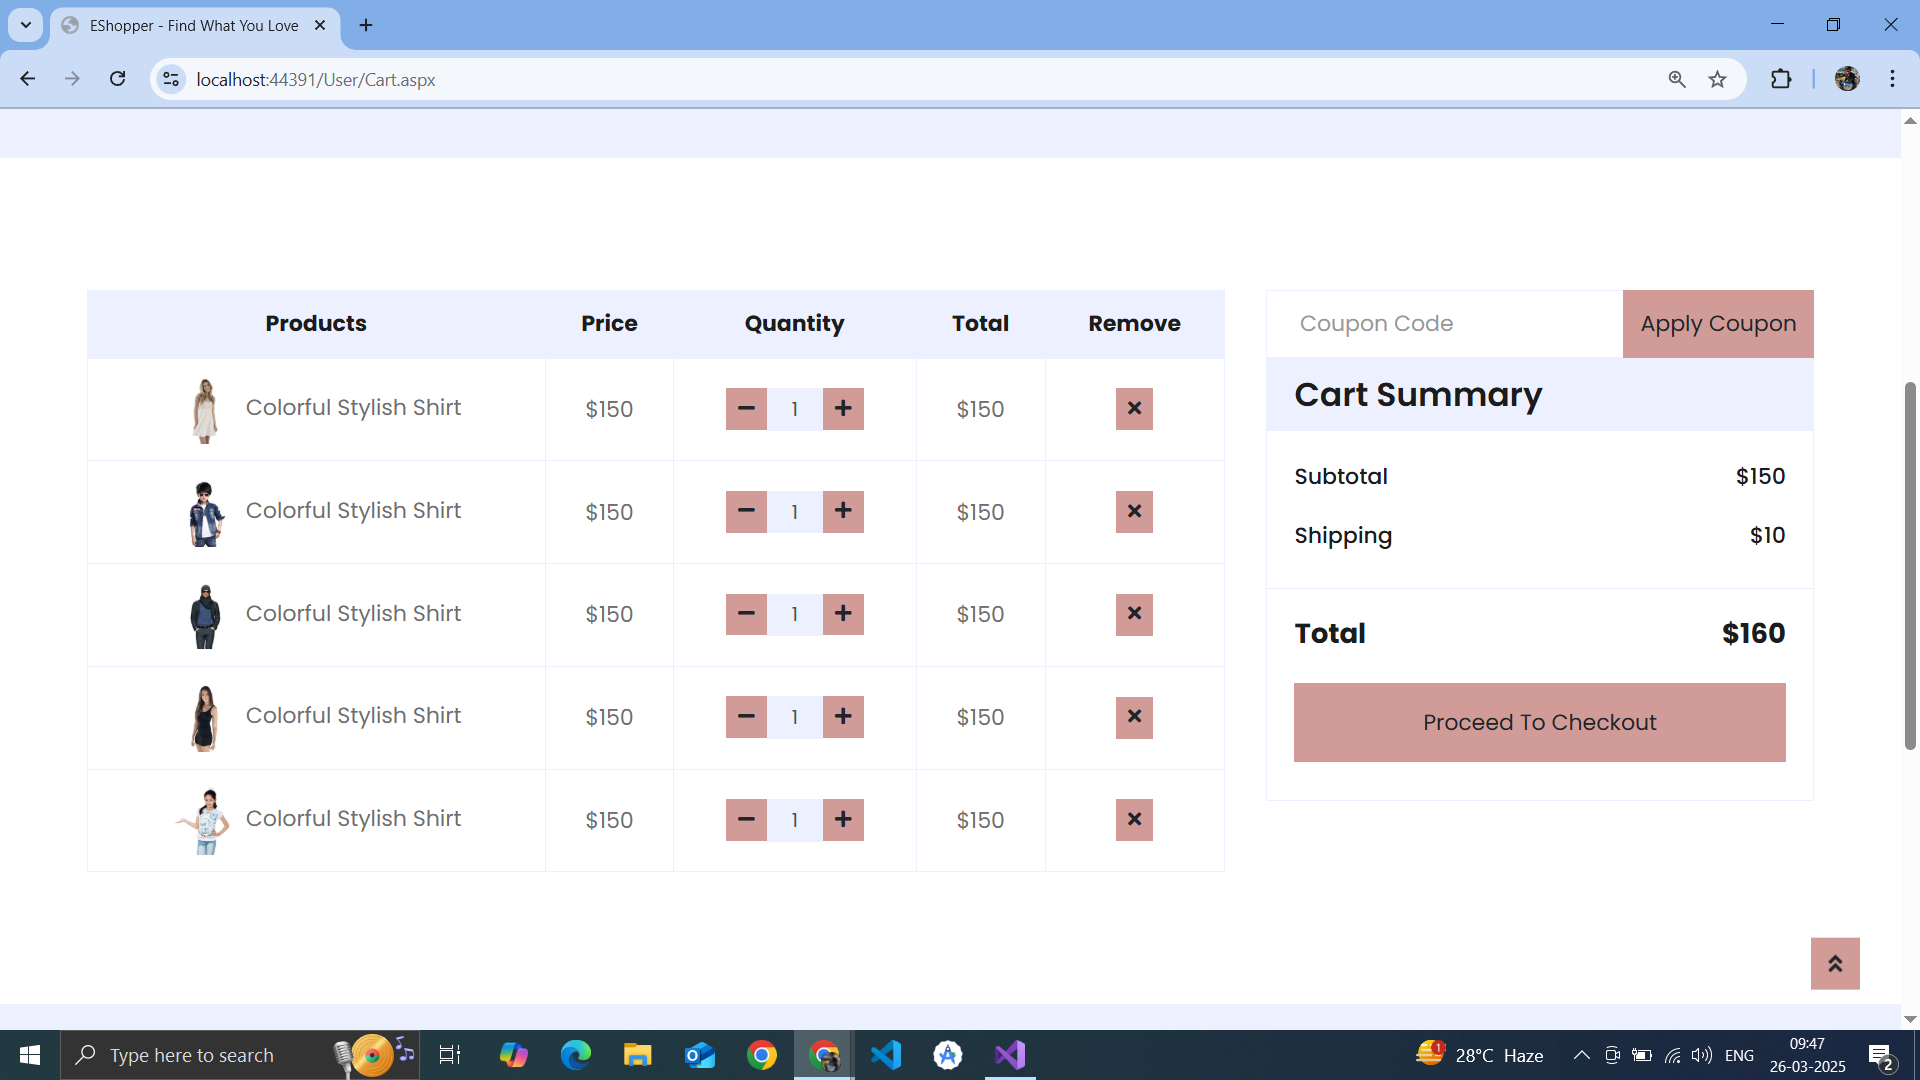 EShopper - Find What You Love
localhost:44391/User/Cart.aspx
Products Price Quantity Total Remove
Colorful Stylish Shirt $150 1 $150
Colorful Stylish Shirt $150 1 $150
Colorful Stylish Shirt $150 1 $150
Colorful Stylish Shirt $150 1 $150
Colorful Stylish Shirt $150 1 $150
Coupon Code Apply Coupon
Cart Summary
Subtotal $150
Shipping $10
Total $160
Proceed To Checkout
Type here to search
1
28°C Haze
ENG
09:47
26-03-2025
2